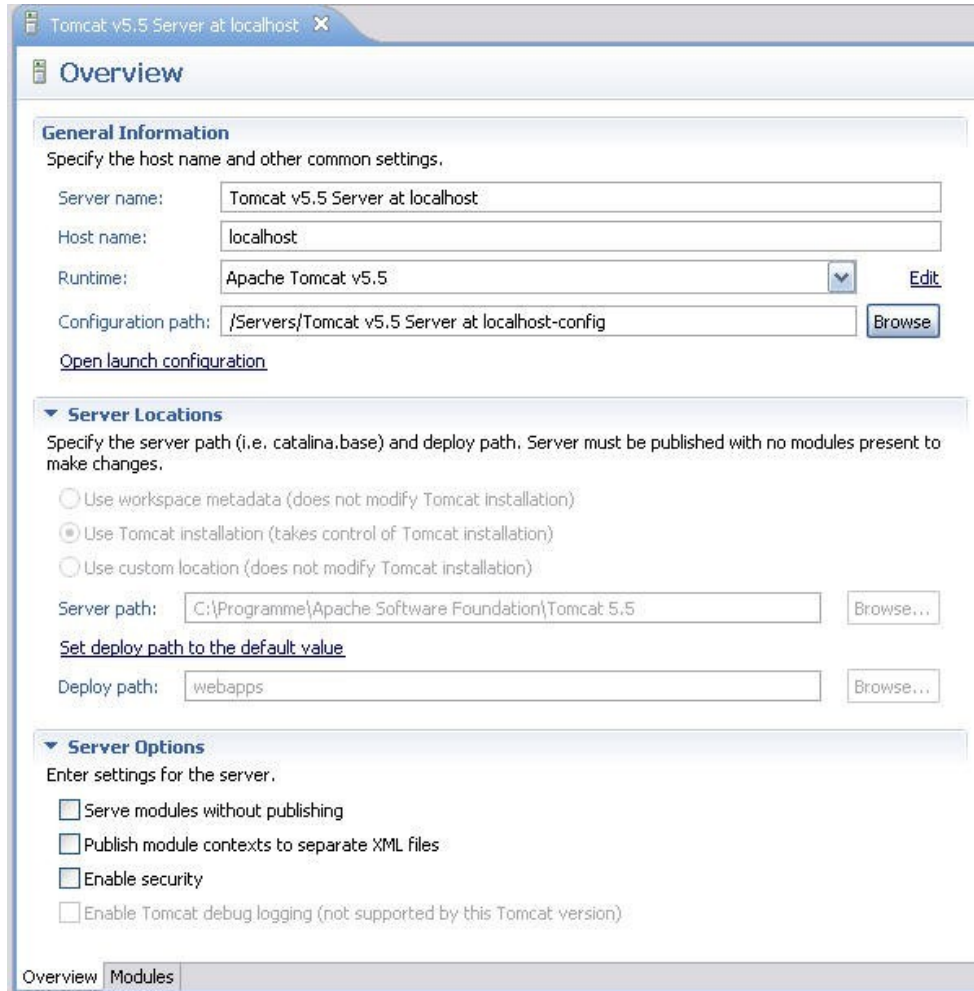 Tomcat v5.5 Server at localhost
Overview
General Information
Specify the host name and other common settings.
Server name: Tomcat v5.5 Server at localhost
Host name: localhost
Runtime: Apache Tomcat v5.5 Edit
Configuration path: /Servers/Tomcat v5.5 Server at localhost-config Browse
Open launch configuration
Server Locations
Specify the server path (i.e. catalina.base) and deploy path. Server must be published with no modules present to
make changes.
Use workspace metadata (does not modify Tomcat installation)
Use Tomcat installation (takes control of Tomcat installation)
Use custom location (does not modify Tomcat installation)
Server path: C:\Programme\Apache Software Foundation\Tomcat 5.5 Browse...
Set deploy path to the default value
Deploy path: webapps Browse...
Server Options
Enter settings for the server.
Serve modules without publishing
Publish module contexts to separate XML files
Enable security
Enable Tomcat debug logging (not supported by this Tomcat version)
Overview Modules